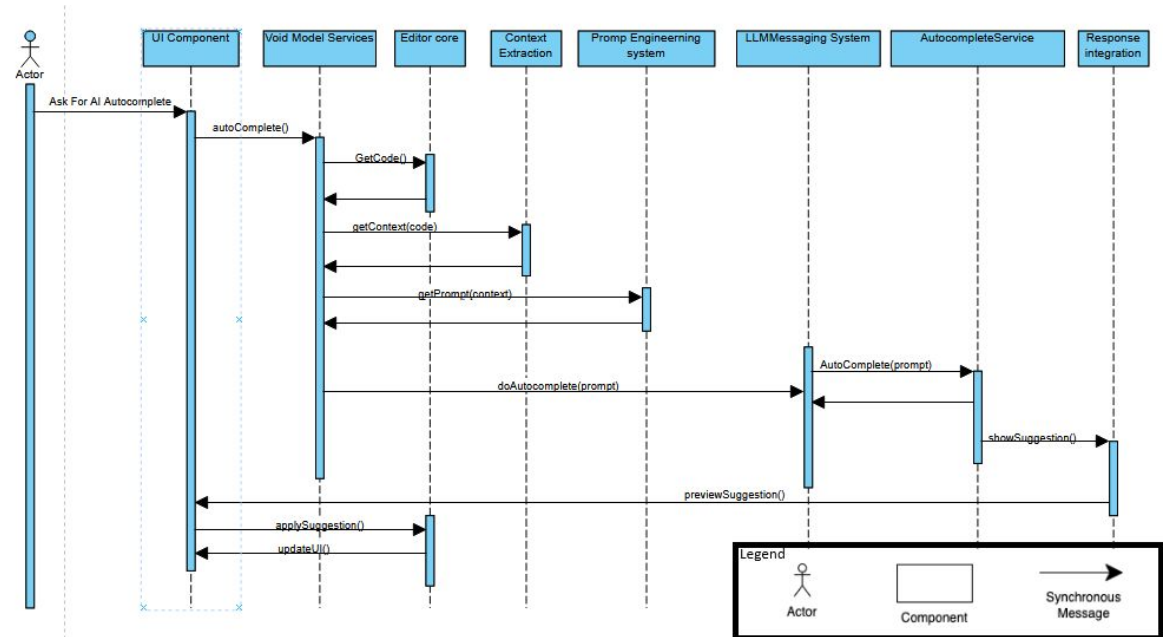 UI Component
Void Model Services
Editor core
Context
Extraction
Promp Engineerning
system
LLMMessaging System
AutocompleteService
Response
integration
Actor
Ask For AI Autocomplete
autoComplete()
GetCode()
getContext(code)
getPrompt(context)
AutoComplete(prompt)
doAutocomplete(prompt)
showSuggestion()
previewSuggestion()
applySuggestion()
updateUI()
Legend
Actor
Component
Synchronous
Message